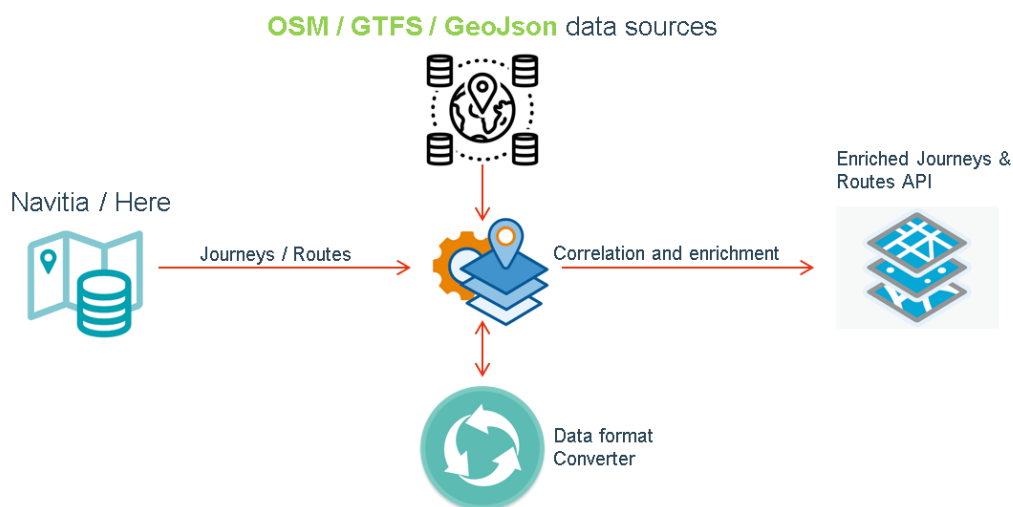 OSM / GTFS / GeoJson data sources
Enriched Journeys &
Routes API
Navitia / Here
Journeys / Routes
Correlation and enrichment
Data format
Converter